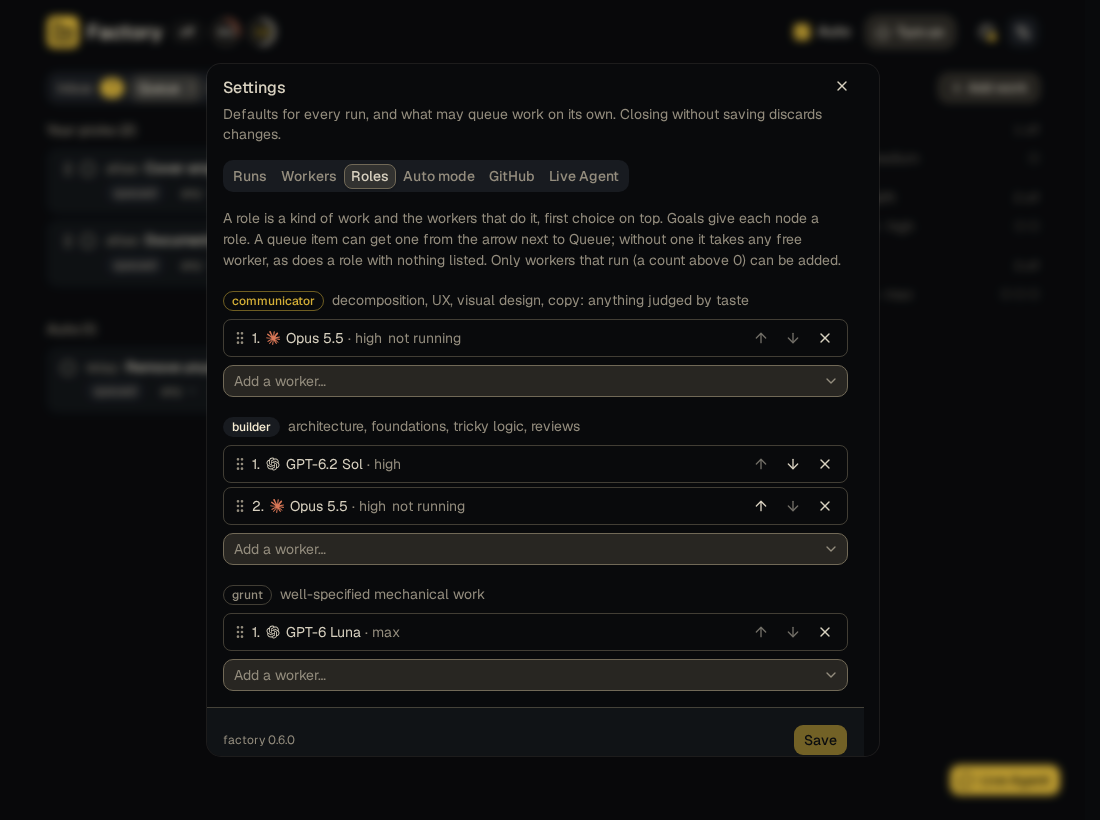 Factory
Settings
Defaults for every run, and what may queue work on its own. Closing without saving discards
changes.
Runs
Workers
Roles
Auto mode
GitHub
Live Agent
A role is a kind of work and the workers that do it, first choice on top. Goals give each node a
role. A queue item can get one from the arrow next to Queue; without one it takes any free
worker, as does a role with nothing listed. Only workers that run (a count above 0) can be added.
communicator decomposition, UX, visual design, copy: anything judged by taste
1. Opus 5.5 · high not running
Add a worker...
builder architecture, foundations, tricky logic, reviews
1. GPT-6.2 Sol · high
2. Opus 5.5 · high not running
Add a worker...
grunt well-specified mechanical work
1. GPT-6 Luna · max
Add a worker...
factory 0.6.0
Save
Live Agent